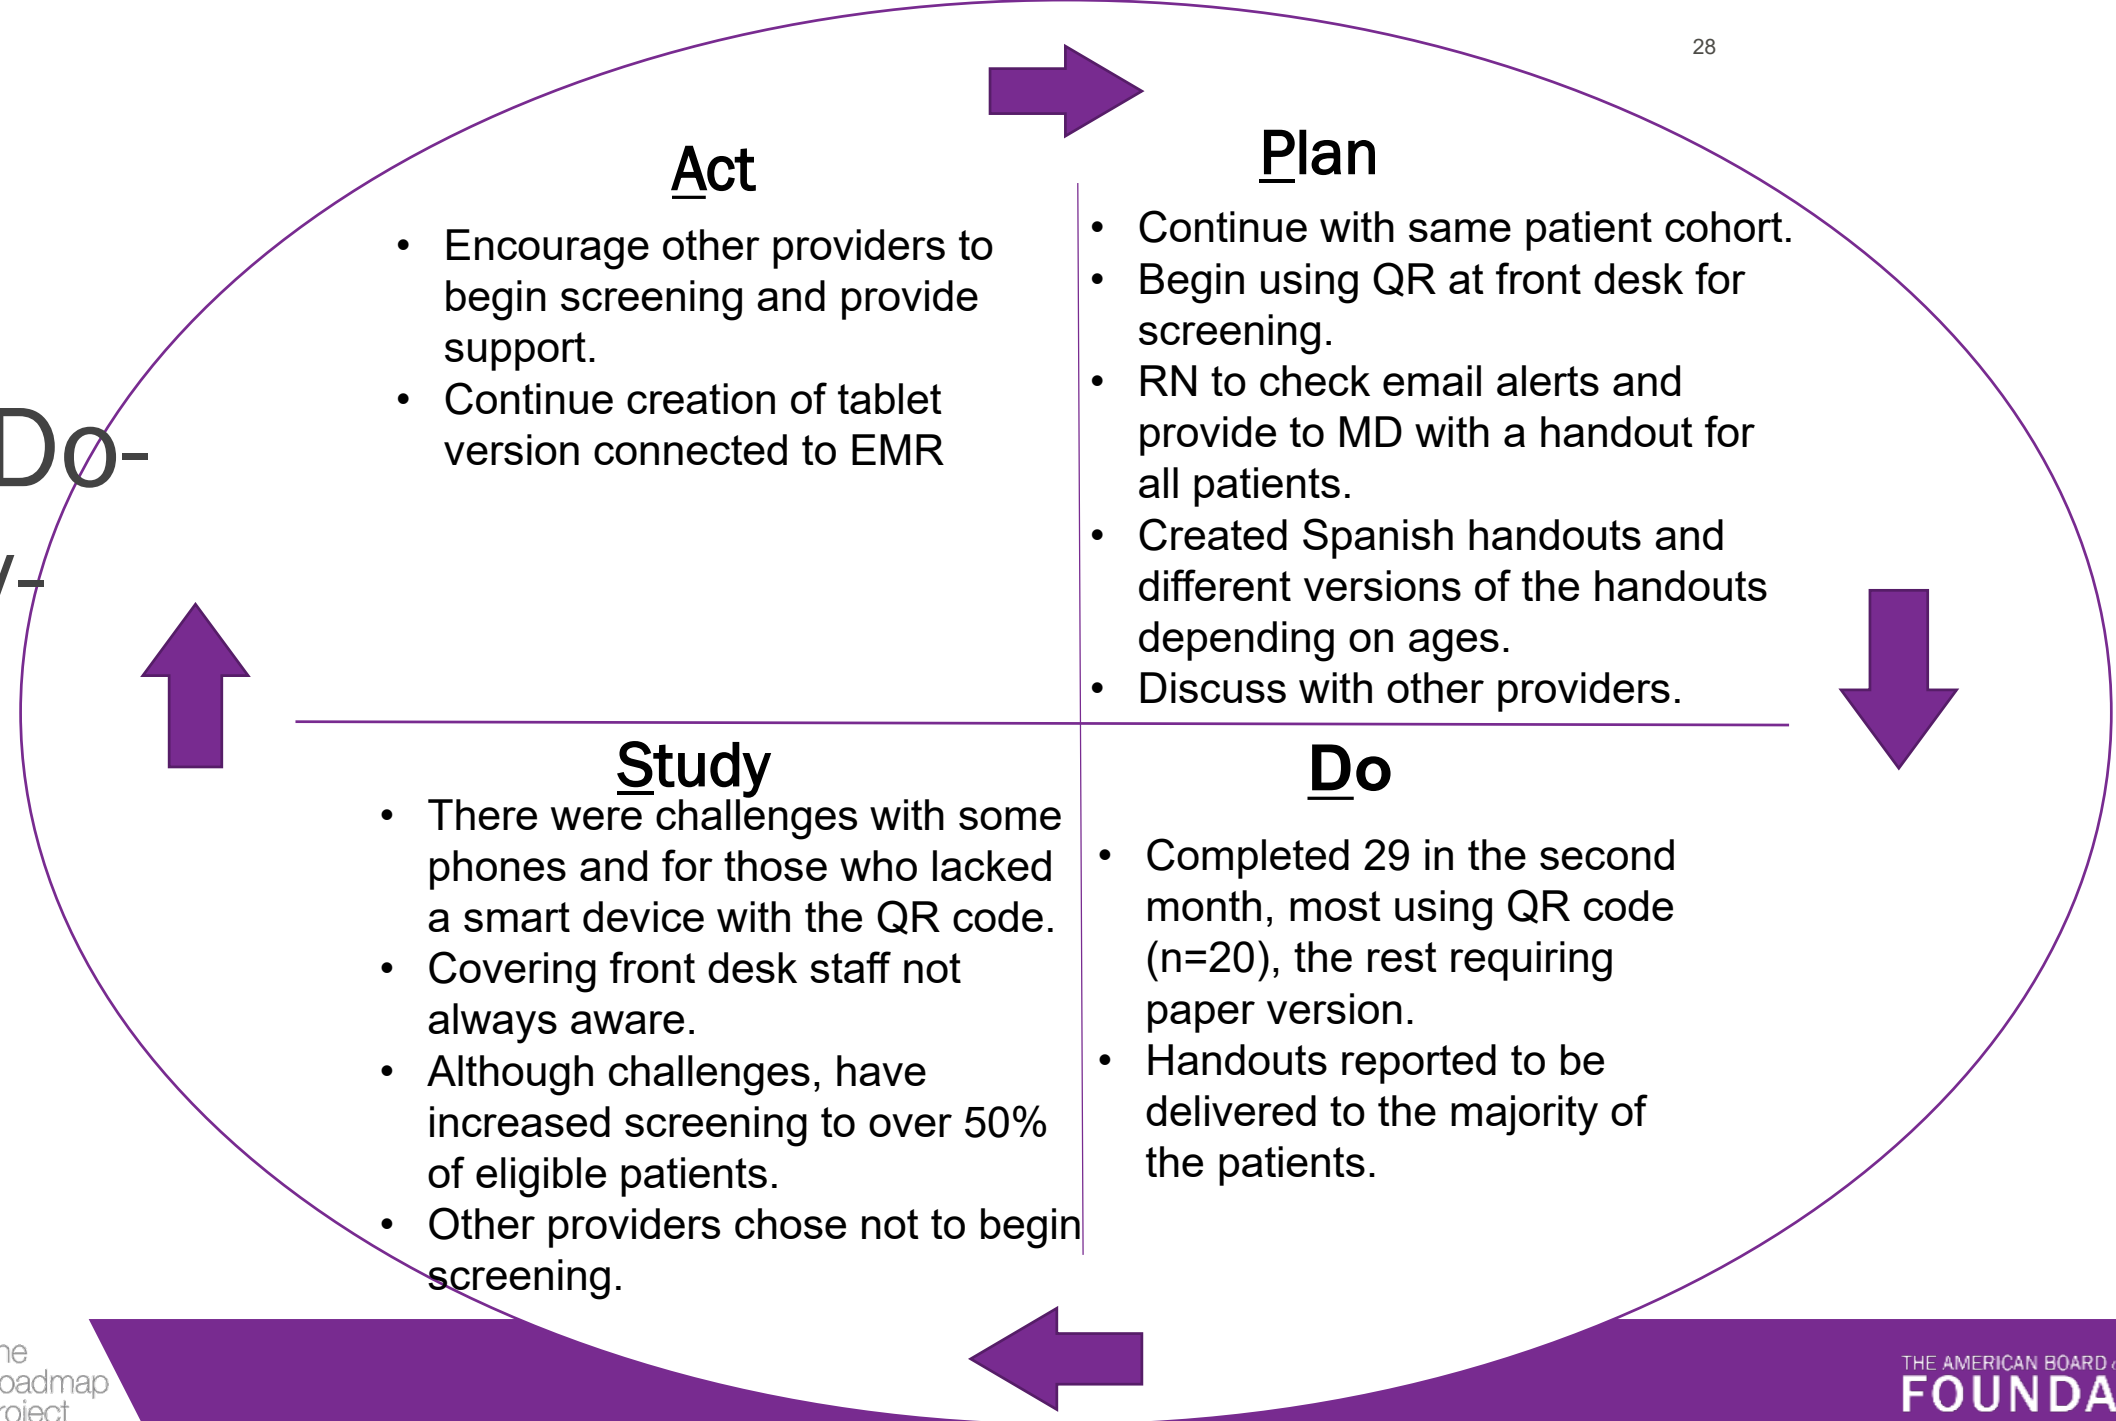 28
Do-
y-
Act
• Encourage other providers to
begin screening and provide
support.
• Continue creation of tablet
version connected to EMR
Plan
• Continue with same patient cohort.
• Begin using QR at front desk for
screening.
• RN to check email alerts and
provide to MD with a handout for
all patients.
• Created Spanish handouts and
different versions of the handouts
depending on ages.
• Discuss with other providers.
Study
• There were challenges with some
phones and for those who lacked
a smart device with the QR code.
• Covering front desk staff not
always aware.
• Although challenges, have
increased screening to over 50%
of eligible patients.
• Other providers chose not to begin
screening.
Do
• Completed 29 in the second
month, most using QR code
(n=20), the rest requiring
paper version.
• Handouts reported to be
delivered to the majority of
the patients.
he
oadmap
roject
THE AMERICAN BOARD
FOUNDA